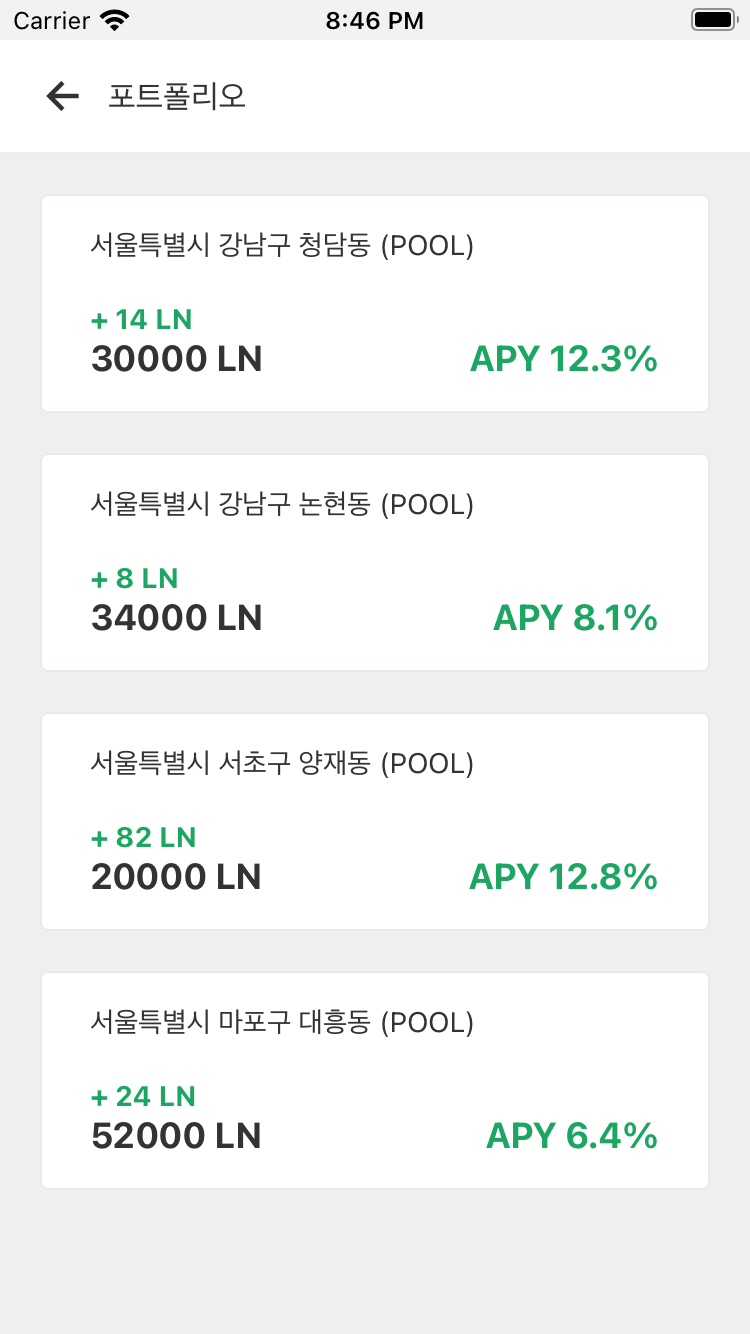 Carrier 8:46 PM
포트폴리오
서울특별시 강남구 청담동 (POOL)
+ 14 LN
30000 LN APY 12.3%
서울특별시 강남구 논현동 (POOL)
+ 8 LN
34000 LN APY 8.1%
서울특별시 서초구 양재동 (POOL)
+ 82 LN
20000 LN APY 12.8%
서울특별시 마포구 대흥동 (POOL)
+ 24 LN
52000 LN APY 6.4%